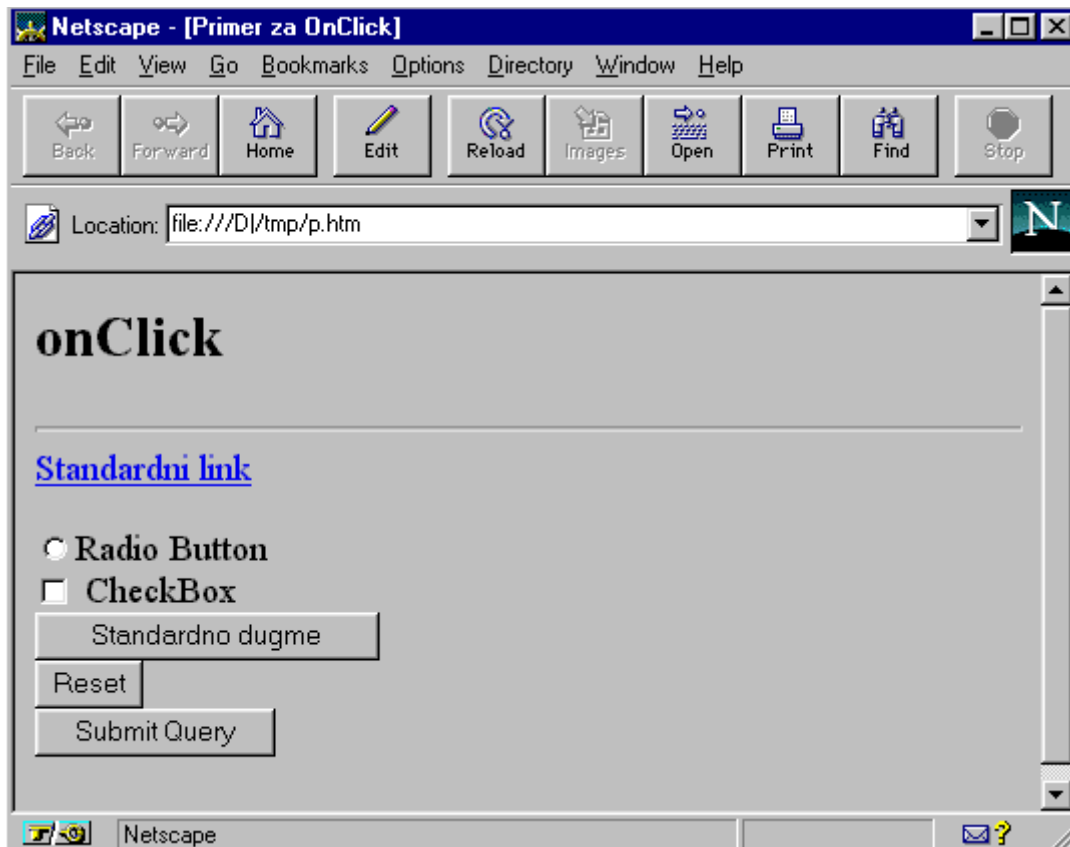 Netscape - [Primer za OnClick]
File Edit View Go Bookmarks Options Directory Window Help
Back Forward Home Edit Reload Images Open Print Find Stop
Location: file:///D|/tmp/p.htm
N
onClick
Standardni link
Radio Button
CheckBox
Standardno dugme
Reset
Submit Query
Netscape
?